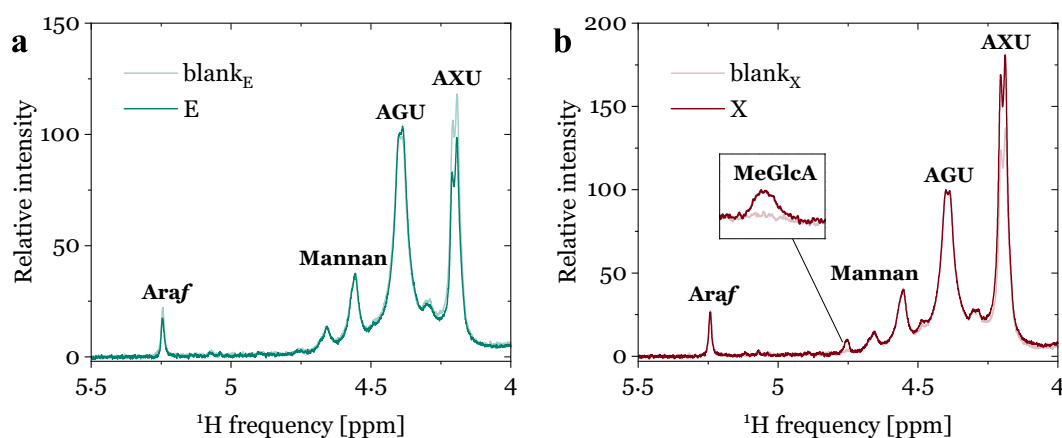 a
150
100
50
0
Relative intensity
blankE
E
AXU
AGU
Mannan
Araf
5·5
5
4·5
4
¹H frequency [ppm]
b
200
150
100
50
0
Relative intensity
blankX
X
AXU
MeGlcA
AGU
Mannan
Araf
5·5
5
4·5
4
¹H frequency [ppm]